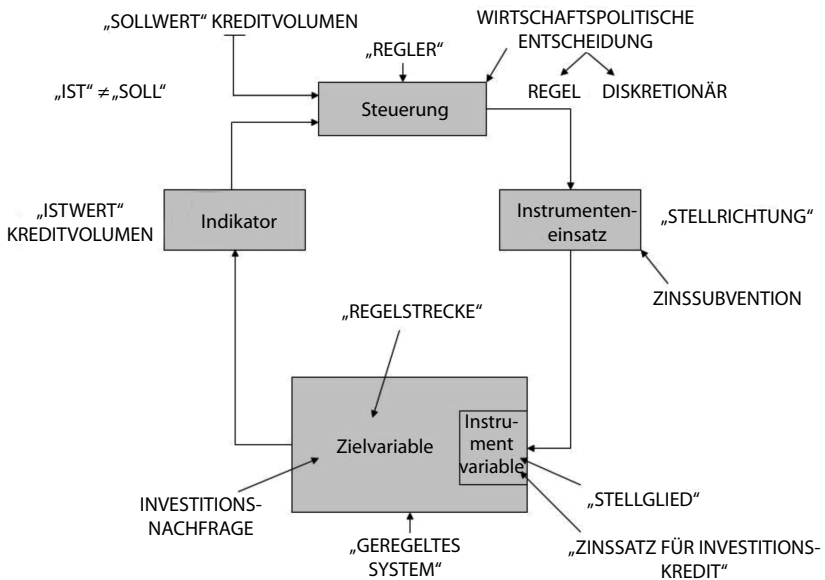 „SOLLWERT“ KREDITVOLUMEN
WIRTSCHAFTSPOLITISCHE
ENTSCHEIDUNG
„REGLER“
„IST“ ≠ „SOLL“
Steuerung
REGEL
DISKRETIONÄR
„ISTWERT“
KREDITVOLUMEN
Indikator
Instrumenten-
einsatz
„STELLRICHTUNG“
ZINSSUBVENTION
„REGELSTRECKE“
Zielvariable
Instru-
ment
variable
INVESTITIONS-
NACHFRAGE
„STELLGLIED“
„GEREGELTES
SYSTEM“
„ZINSSATZ FÜR INVESTITIONS-
KREDIT“